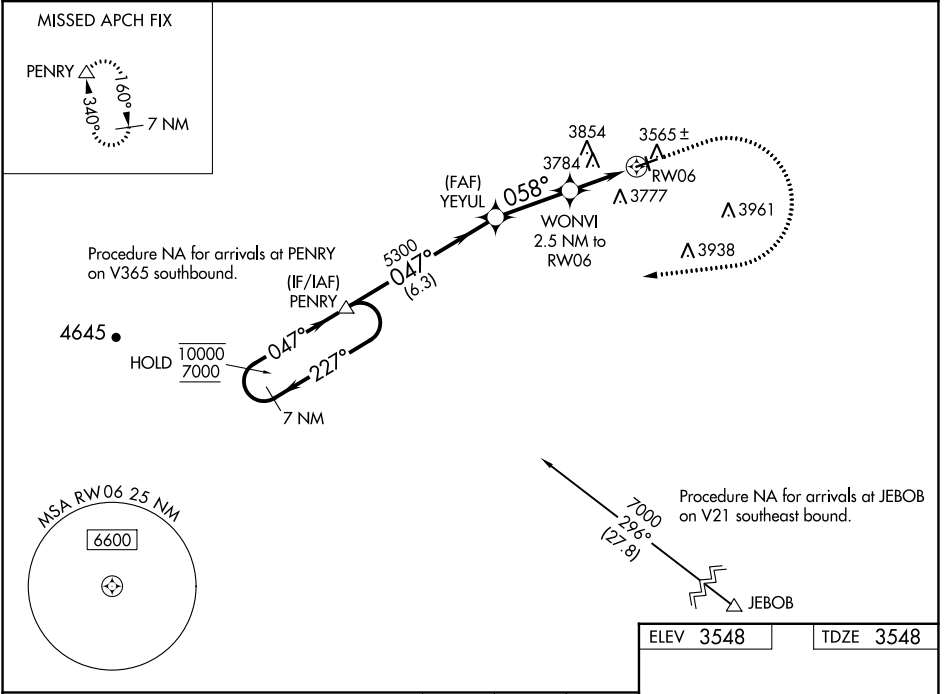 MISSED APCH FIX
PENRY
160°
340°
7 NM
3854
3565 ±
3784
RW06
(FAF)
YEYUL
058°
3777
WONVI
2.5 NM to
RW06
3961
3938
Procedure NA for arrivals at PENRY
on V365 southbound.
5300
047°
(6.3)
(IF/IAF)
PENRY
4645
HOLD
10000
7000
047°
227°
7 NM
MSA RW06 25 NM
6600
7000
296°
(27.8)
Procedure NA for arrivals at JEBOB
on V21 southeast bound.
JEBOB
ELEV 3548
TDZE 3548